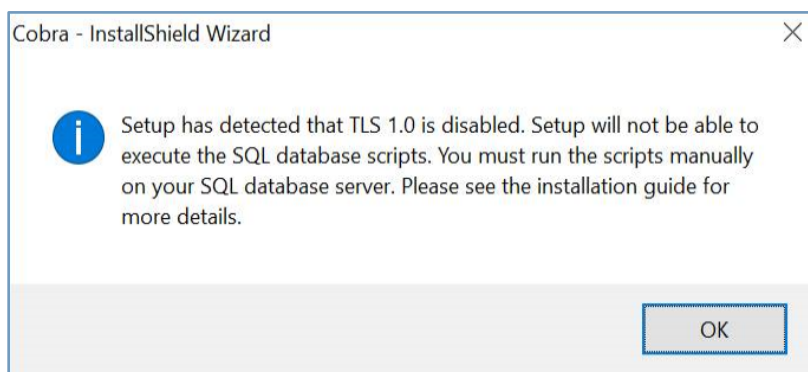 Cobra - InstallShield Wizard
Setup has detected that TLS 1.0 is disabled. Setup will not be able to
execute the SQL database scripts. You must run the scripts manually
on your SQL database server. Please see the installation guide for
more details.
OK